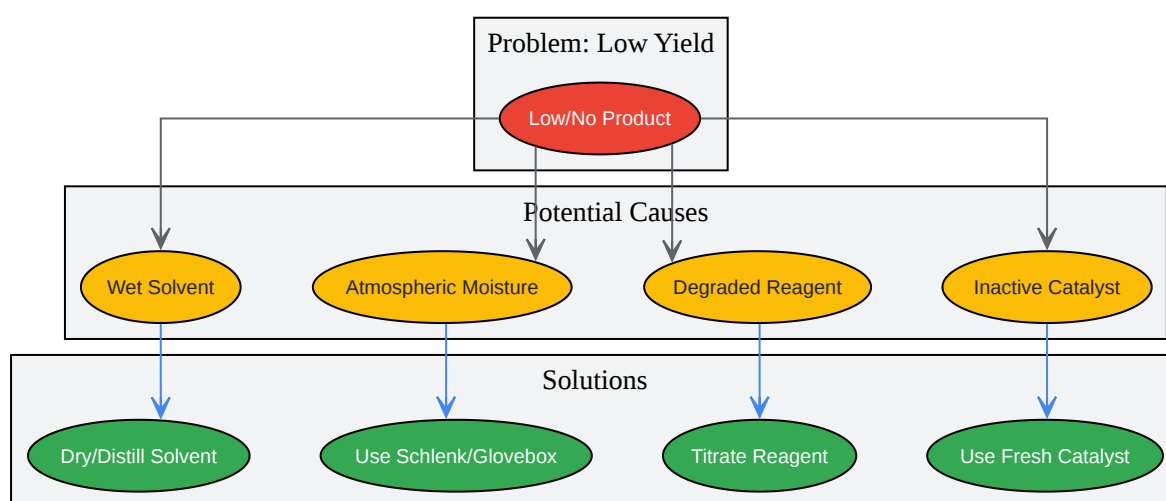 Problem: Low Yield
Low/No Product
Potential Causes
Wet Solvent
Atmospheric Moisture
Degraded Reagent
Inactive Catalyst
Solutions
Dry/Distill Solvent
Use Schlenk/Glovebox
Titrate Reagent
Use Fresh Catalyst